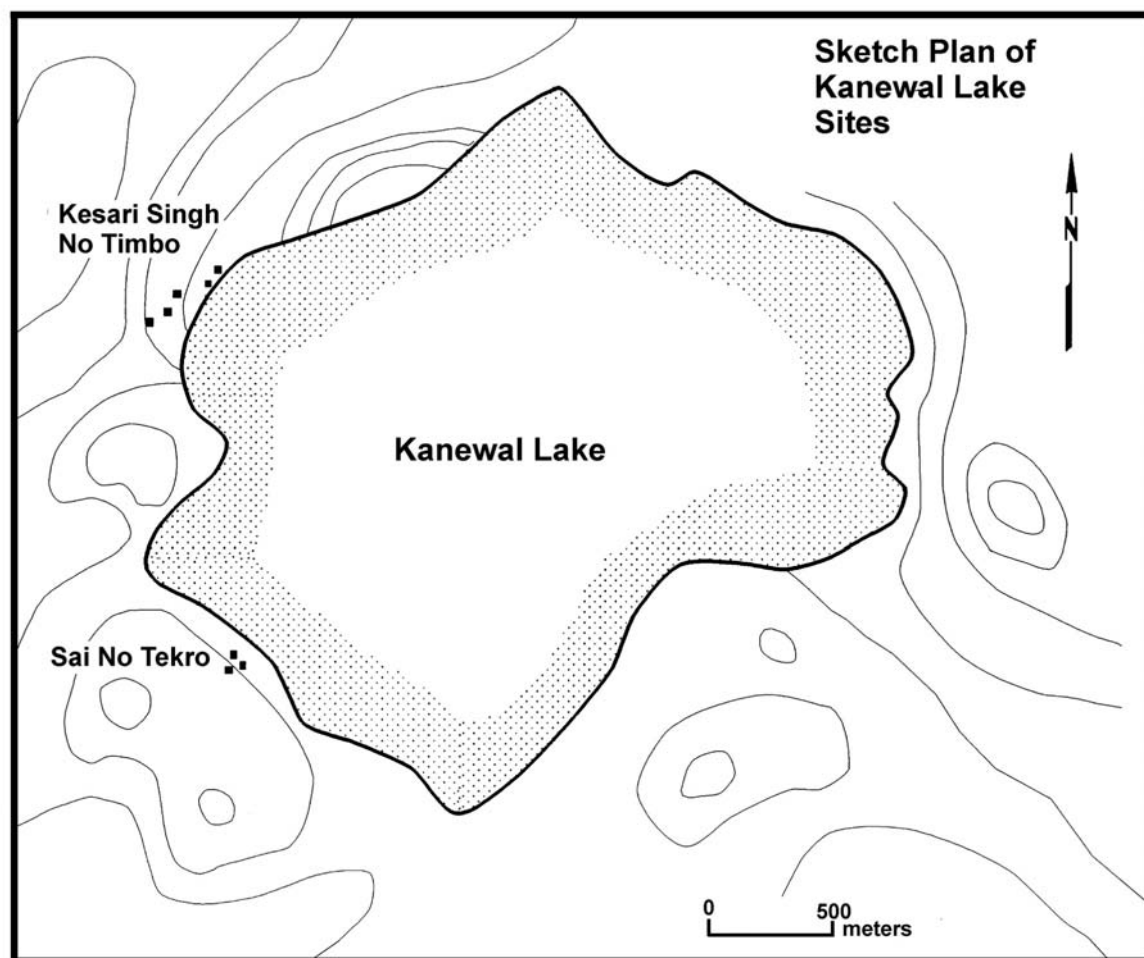 Sketch Plan of
Kanewal Lake
Sites
N
Kesari Singh
No Timbo
Kanewal Lake
Sai No Tekro
0 500
meters